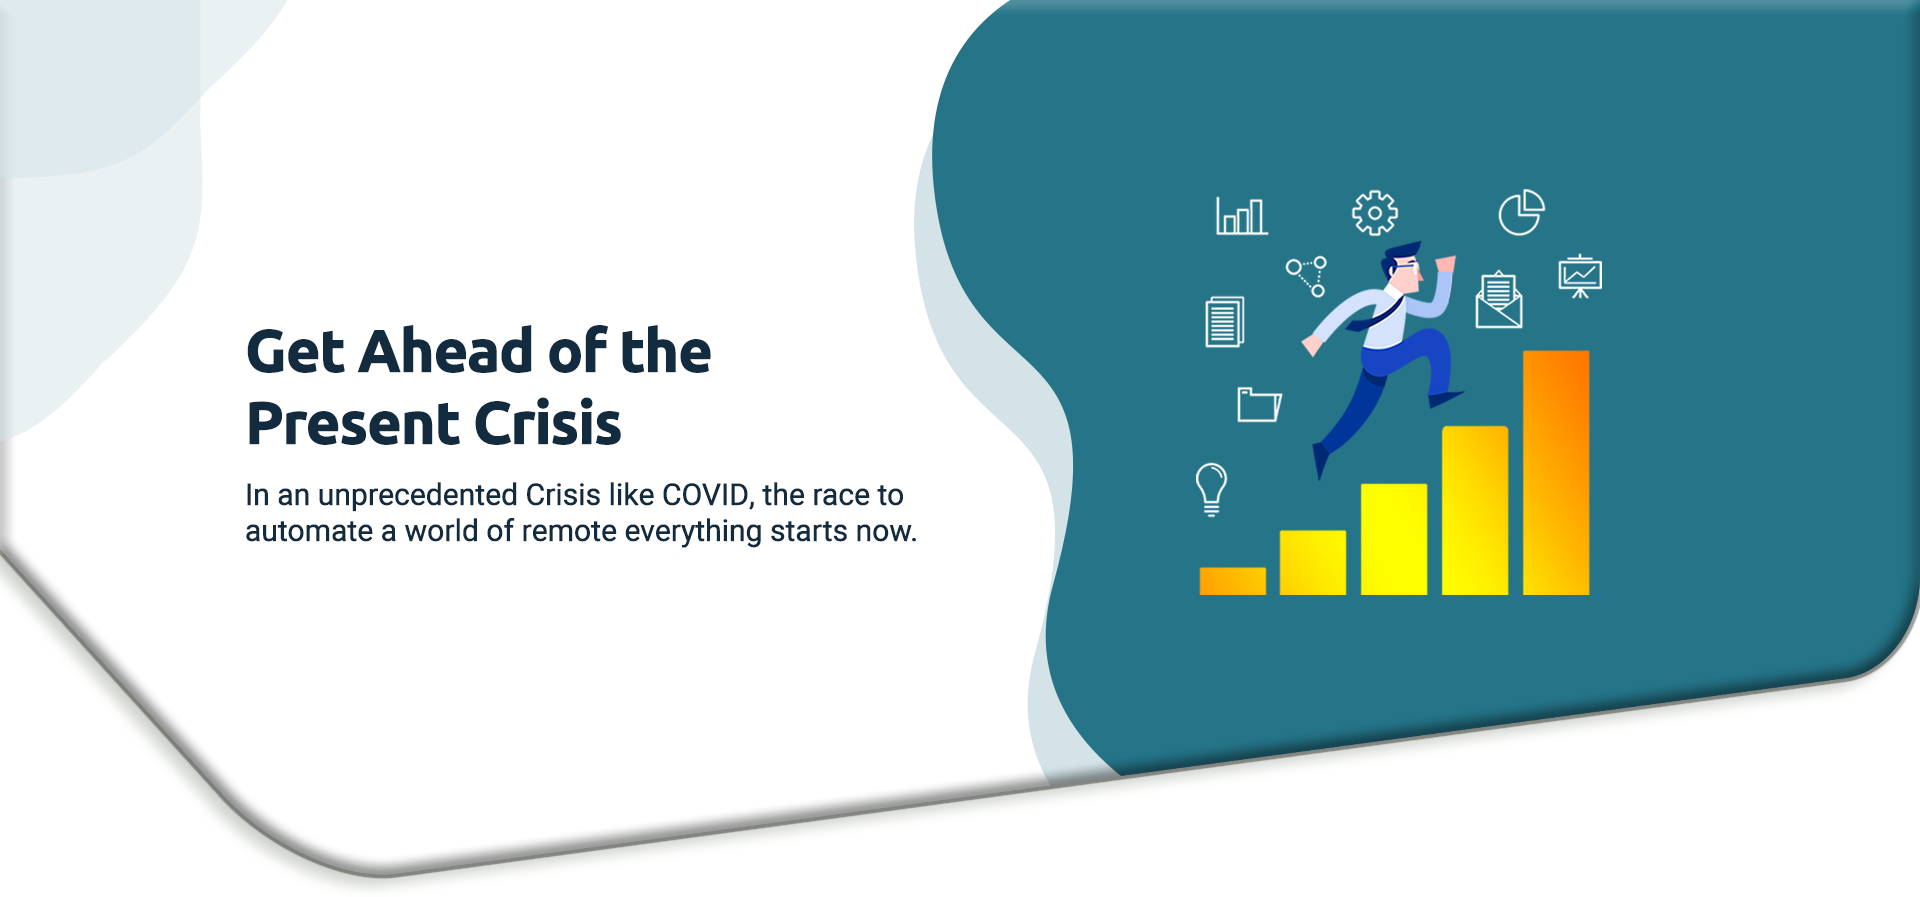 Get Ahead of the
Present Crisis
In an unprecedented Crisis like COVID, the race to
automate a world of remote everything starts now.